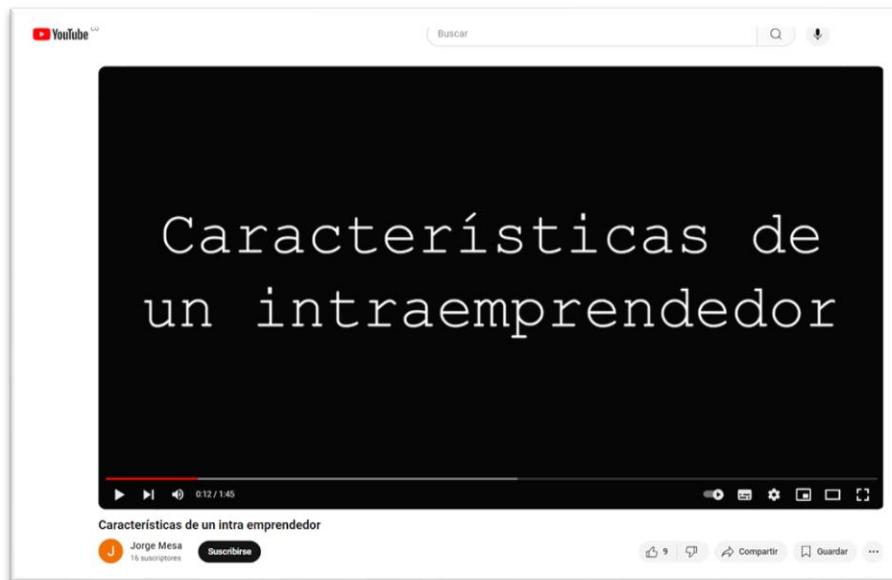 YouTube CO
Buscar
Características de
un intraemprendedor
0:12 / 1:45
Características de un intra emprendedor
J
Jorge Mesa
16 suscriptores
Suscribirse
9
Compartir
Guardar